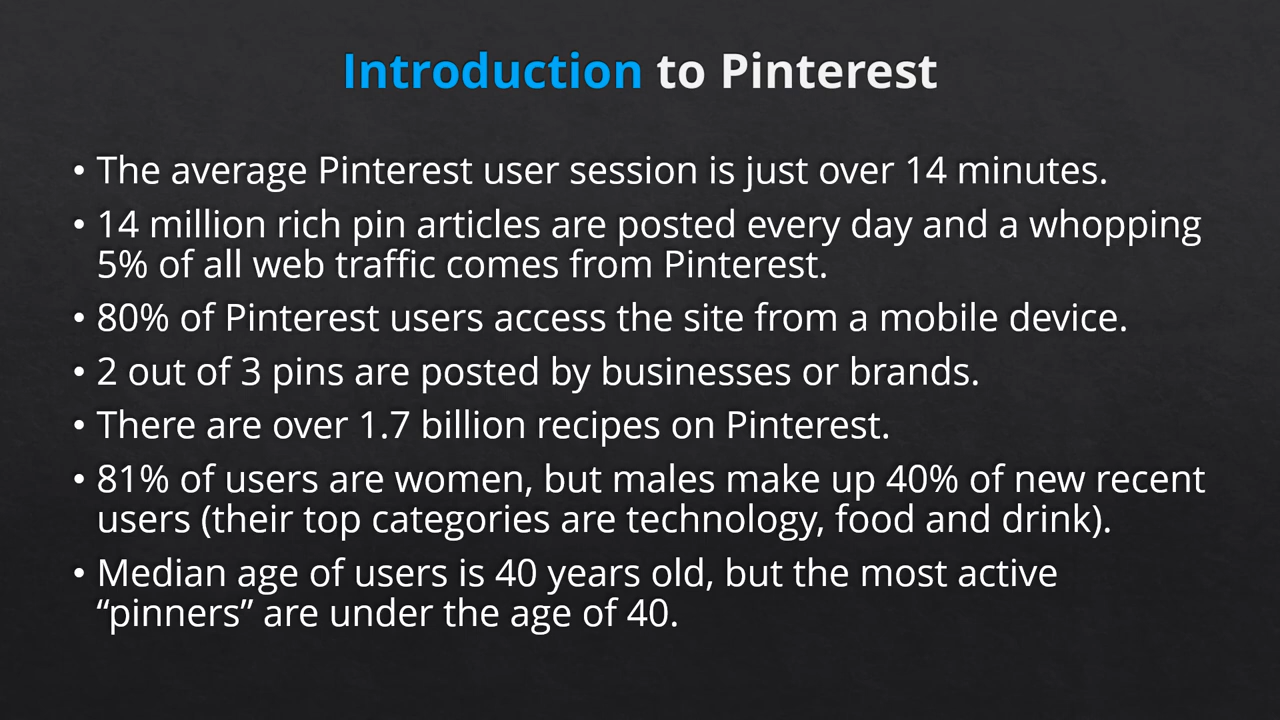 Introduction to Pinterest
• The average Pinterest user session is just over 14 minutes.
• 14 million rich pin articles are posted every day and a whopping
5% of all web traffic comes from Pinterest.
• 80% of Pinterest users access the site from a mobile device.
• 2 out of 3 pins are posted by businesses or brands.
• There are over 1.7 billion recipes on Pinterest.
• 81% of users are women, but males make up 40% of new recent
users (their top categories are technology, food and drink).
• Median age of users is 40 years old, but the most active
“pinners” are under the age of 40.